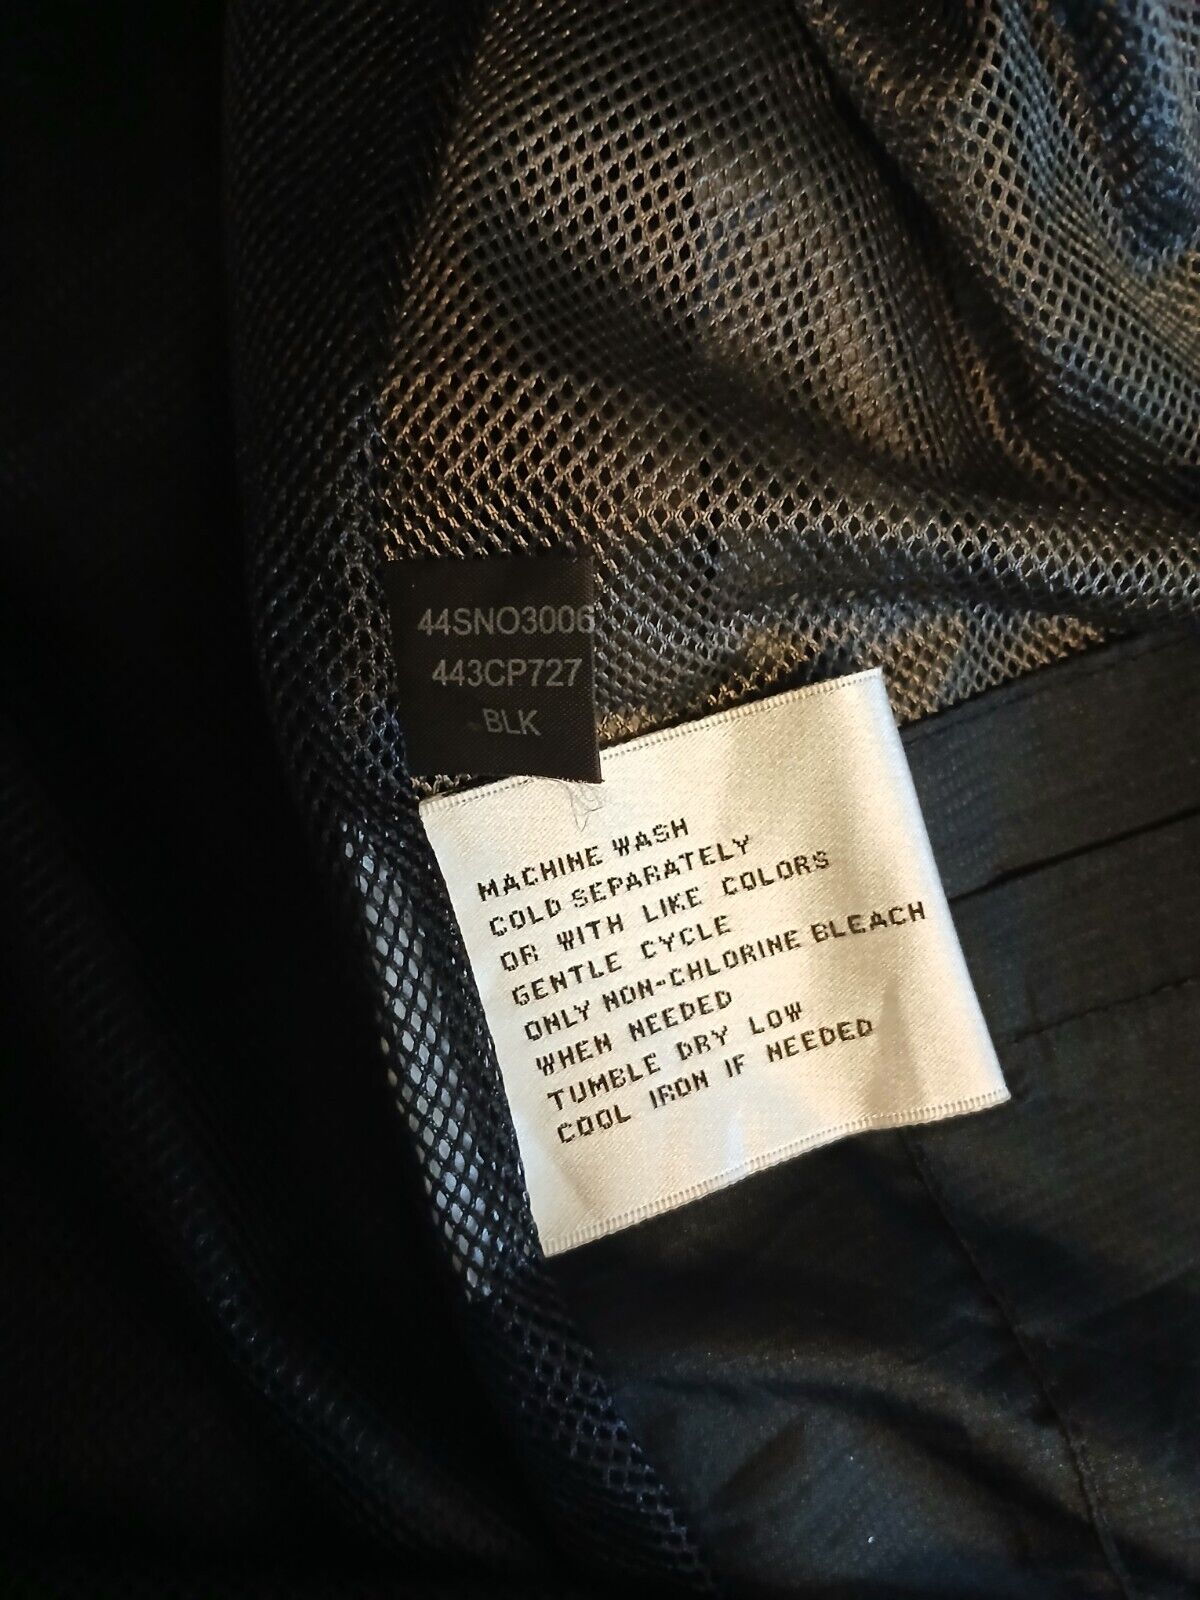 44SNO3006
443CP727
BLK
MACHINE WASH
COLD SEPARATELY
OR WITH LIKE COLORS
GENTLE CYCLE
ONLY NON-CHLORINE BLEACH
WHEN NEEDED
TUMBLE DRY LOW
COOL IRON IF NEEDED